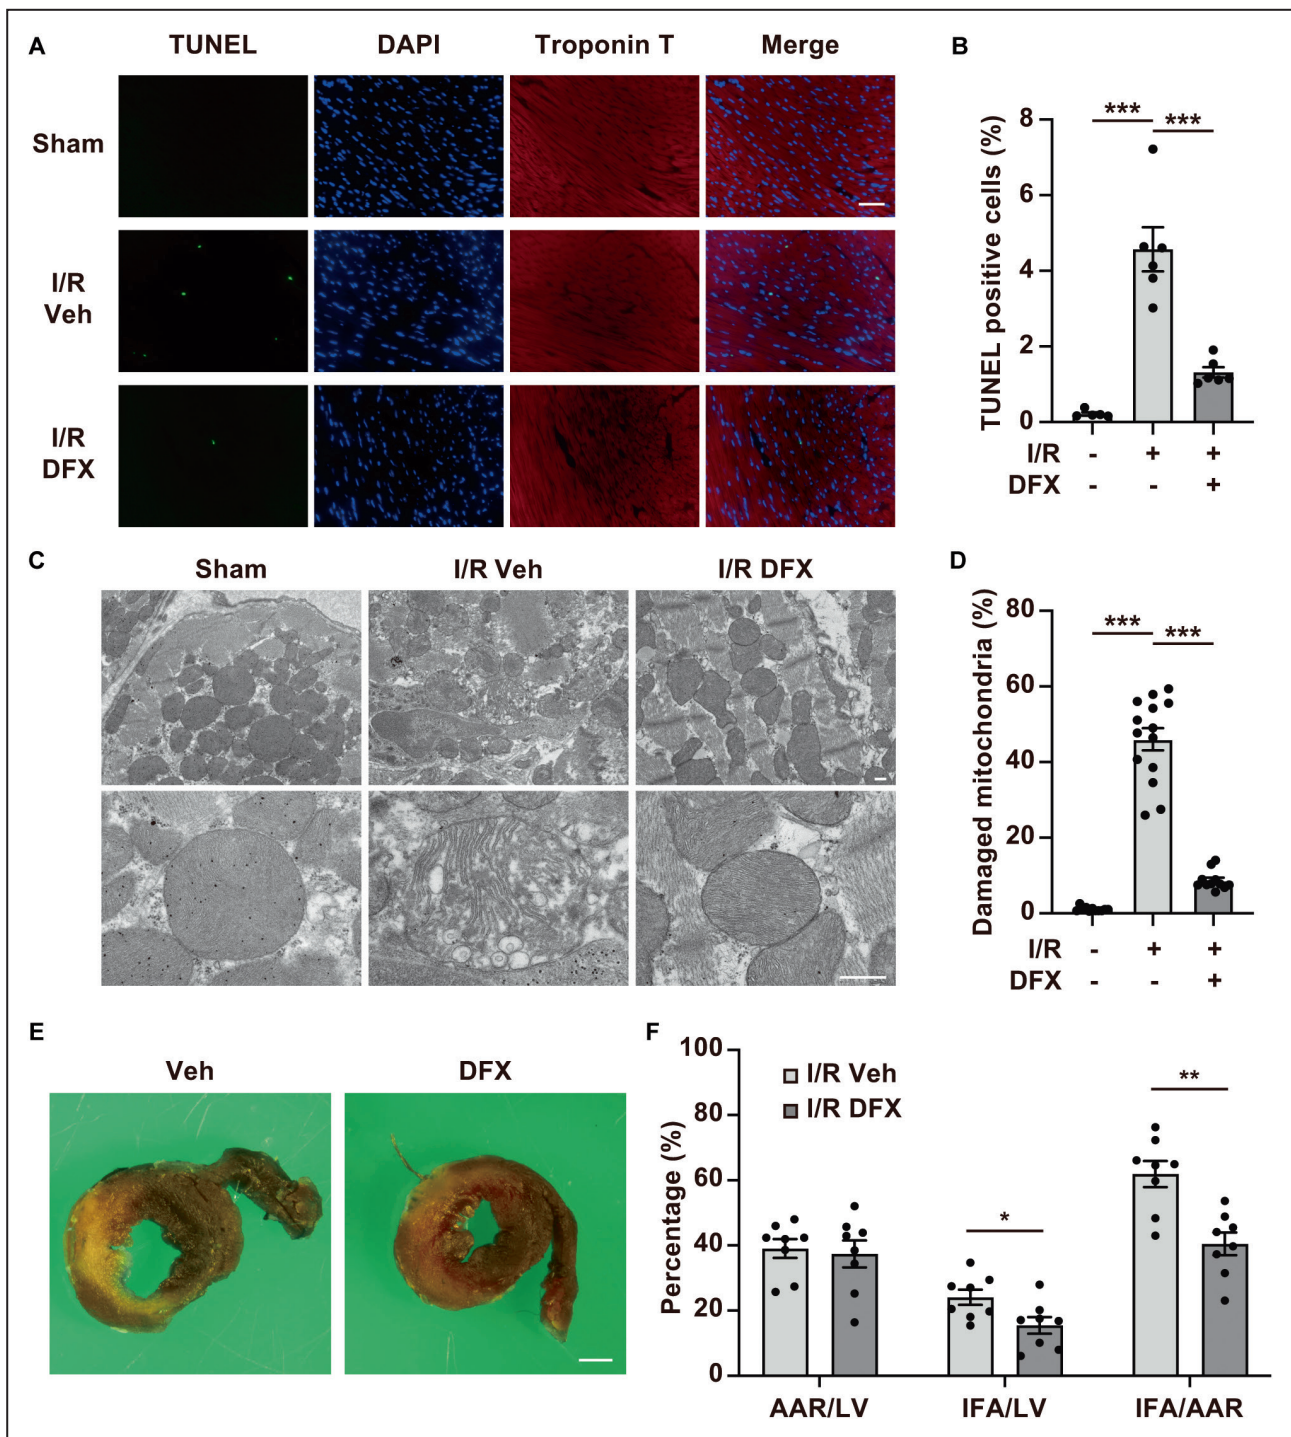 A
TUNEL DAPI Troponin T Merge
Sham
I/R
Veh
I/R
DFX
B
TUNEL positive cells (%)
8
6
4
2
0
*** ***
I/R - + +
DFX - - +
C
Sham I/R Veh I/R DFX
D
Damaged mitochondria (%)
80
60
40
20
0
*** ***
I/R - + +
DFX - - +
E
Veh DFX
F
Percentage (%)
100
80
60
40
20
0
I/R Veh
I/R DFX
*
**
AAR/LV IFA/LV IFA/AAR